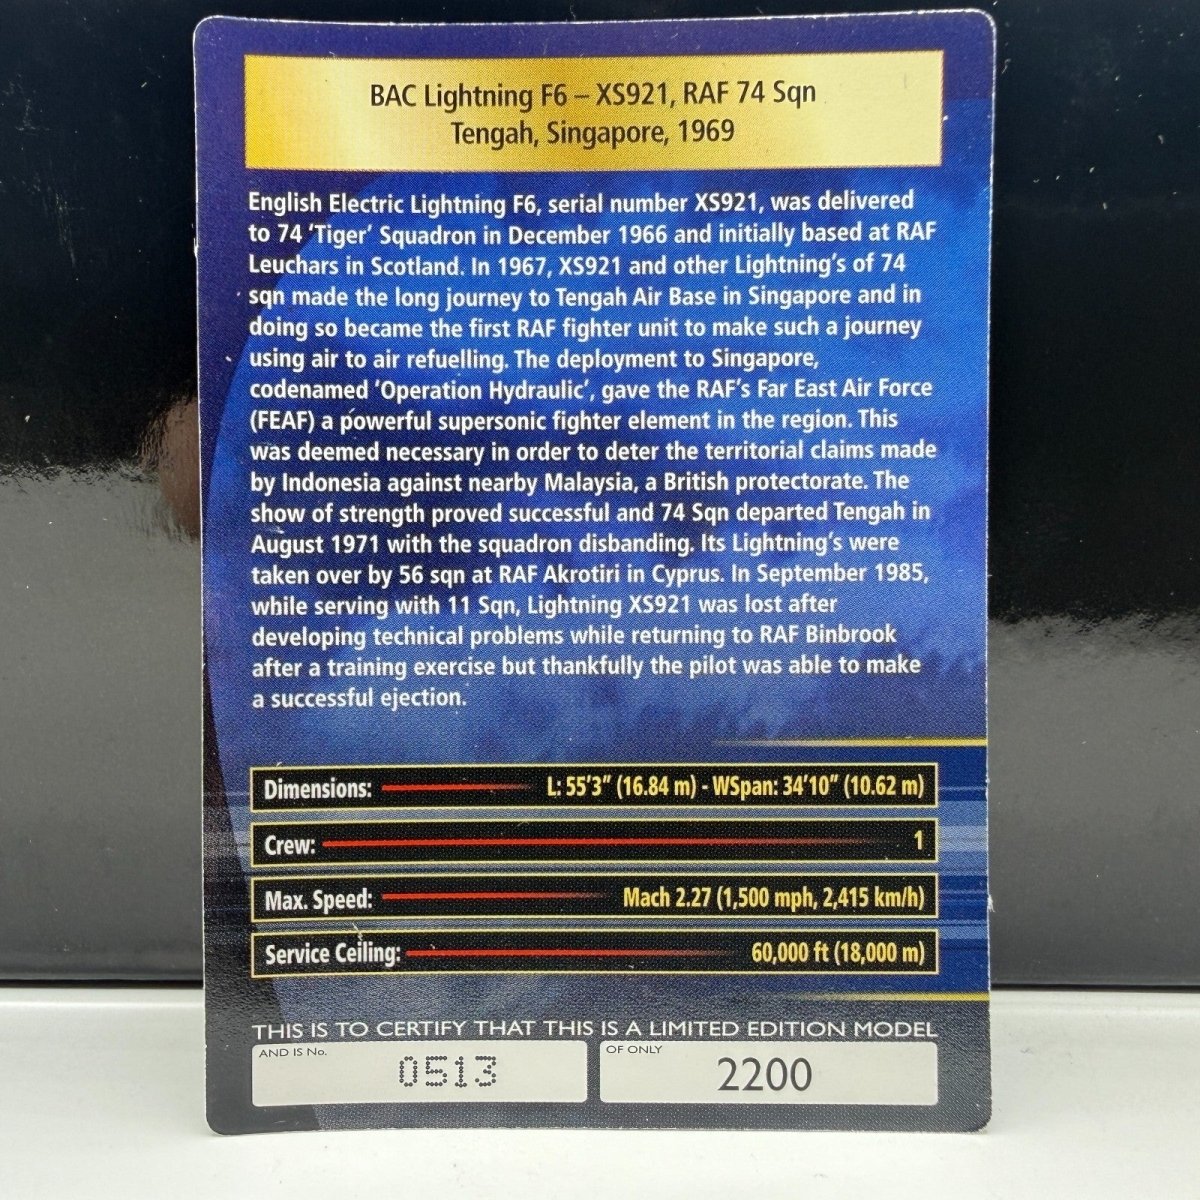 BAC Lightning F6 – XS921, RAF 74 Sqn
Tengah, Singapore, 1969
English Electric Lightning F6, serial number XS921, was delivered
to 74 ‘Tiger’ Squadron in December 1966 and initially based at RAF
Leuchars in Scotland. In 1967, XS921 and other Lightning’s of 74
sqn made the long journey to Tengah Air Base in Singapore and in
doing so became the first RAF fighter unit to make such a journey
using air to air refuelling. The deployment to Singapore,
codenamed ‘Operation Hydraulic’, gave the RAF’s Far East Air Force
(FEAF) a powerful supersonic fighter element in the region. This
was deemed necessary in order to deter the territorial claims made
by Indonesia against nearby Malaysia, a British protectorate. The
show of strength proved successful and 74 Sqn departed Tengah in
August 1971 with the squadron disbanding. Its Lightning’s were
taken over by 56 sqn at RAF Akrotiri in Cyprus. In September 1985,
while serving with 11 Sqn, Lightning XS921 was lost after
developing technical problems while returning to RAF Binbrook
after a training exercise but thankfully the pilot was able to make
a successful ejection.
Dimensions: L: 55’3” (16.84 m) - WSpan: 34’10” (10.62 m)
Crew: 1
Max. Speed: Mach 2.27 (1,500 mph, 2,415 km/h)
Service Ceiling: 60,000 ft (18,000 m)
THIS IS TO CERTIFY THAT THIS IS A LIMITED EDITION MODEL
AND IS No. 0513 OF ONLY 2200